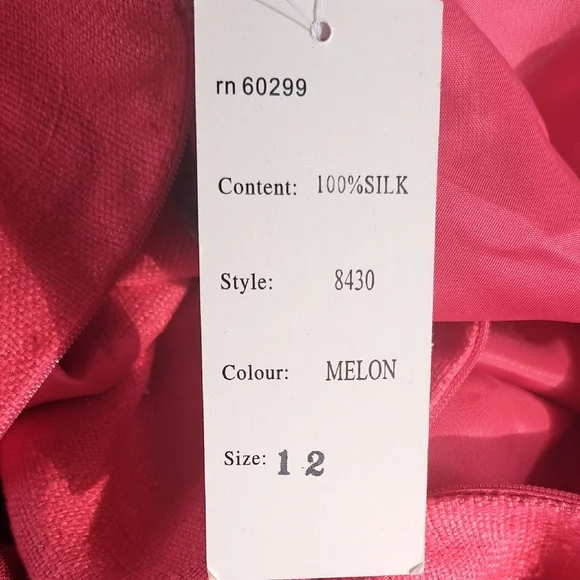 rn 60299
Content: 100%SILK
Style: 8430
Colour: MELON
Size: 12